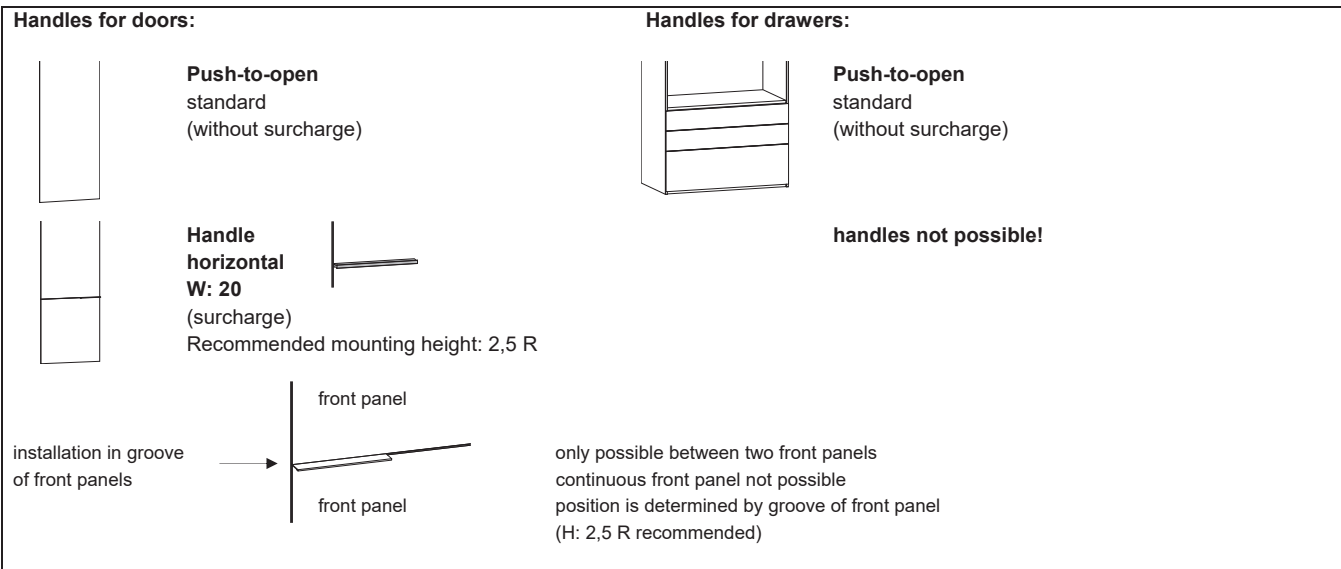 Handles for doors:
Push-to-open
standard
(without surcharge)
Handle
horizontal
W: 20
(surcharge)
Recommended mounting height: 2,5 R
Handles for drawers:
Push-to-open
standard
(without surcharge)
handles not possible!
front panel
installation in groove
of front panels
front panel
only possible between two front panels
continuous front panel not possible
position is determined by groove of front panel
(H: 2,5 R recommended)